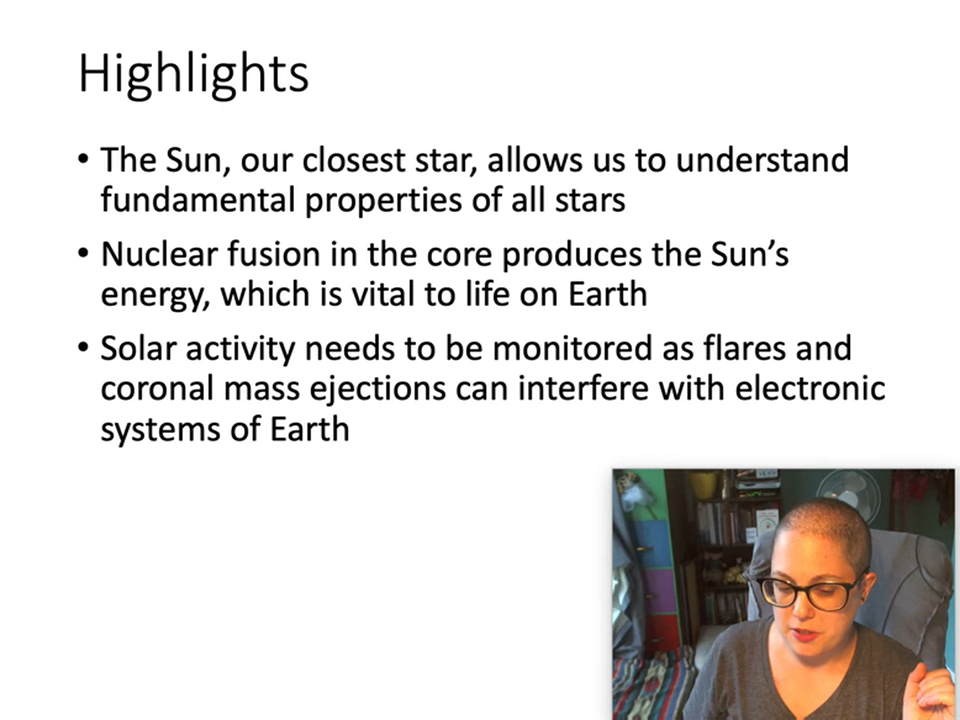 Highlights
• The Sun, our closest star, allows us to understand
fundamental properties of all stars
• Nuclear fusion in the core produces the Sun’s
energy, which is vital to life on Earth
• Solar activity needs to be monitored as flares and
coronal mass ejections can interfere with electronic
systems of Earth